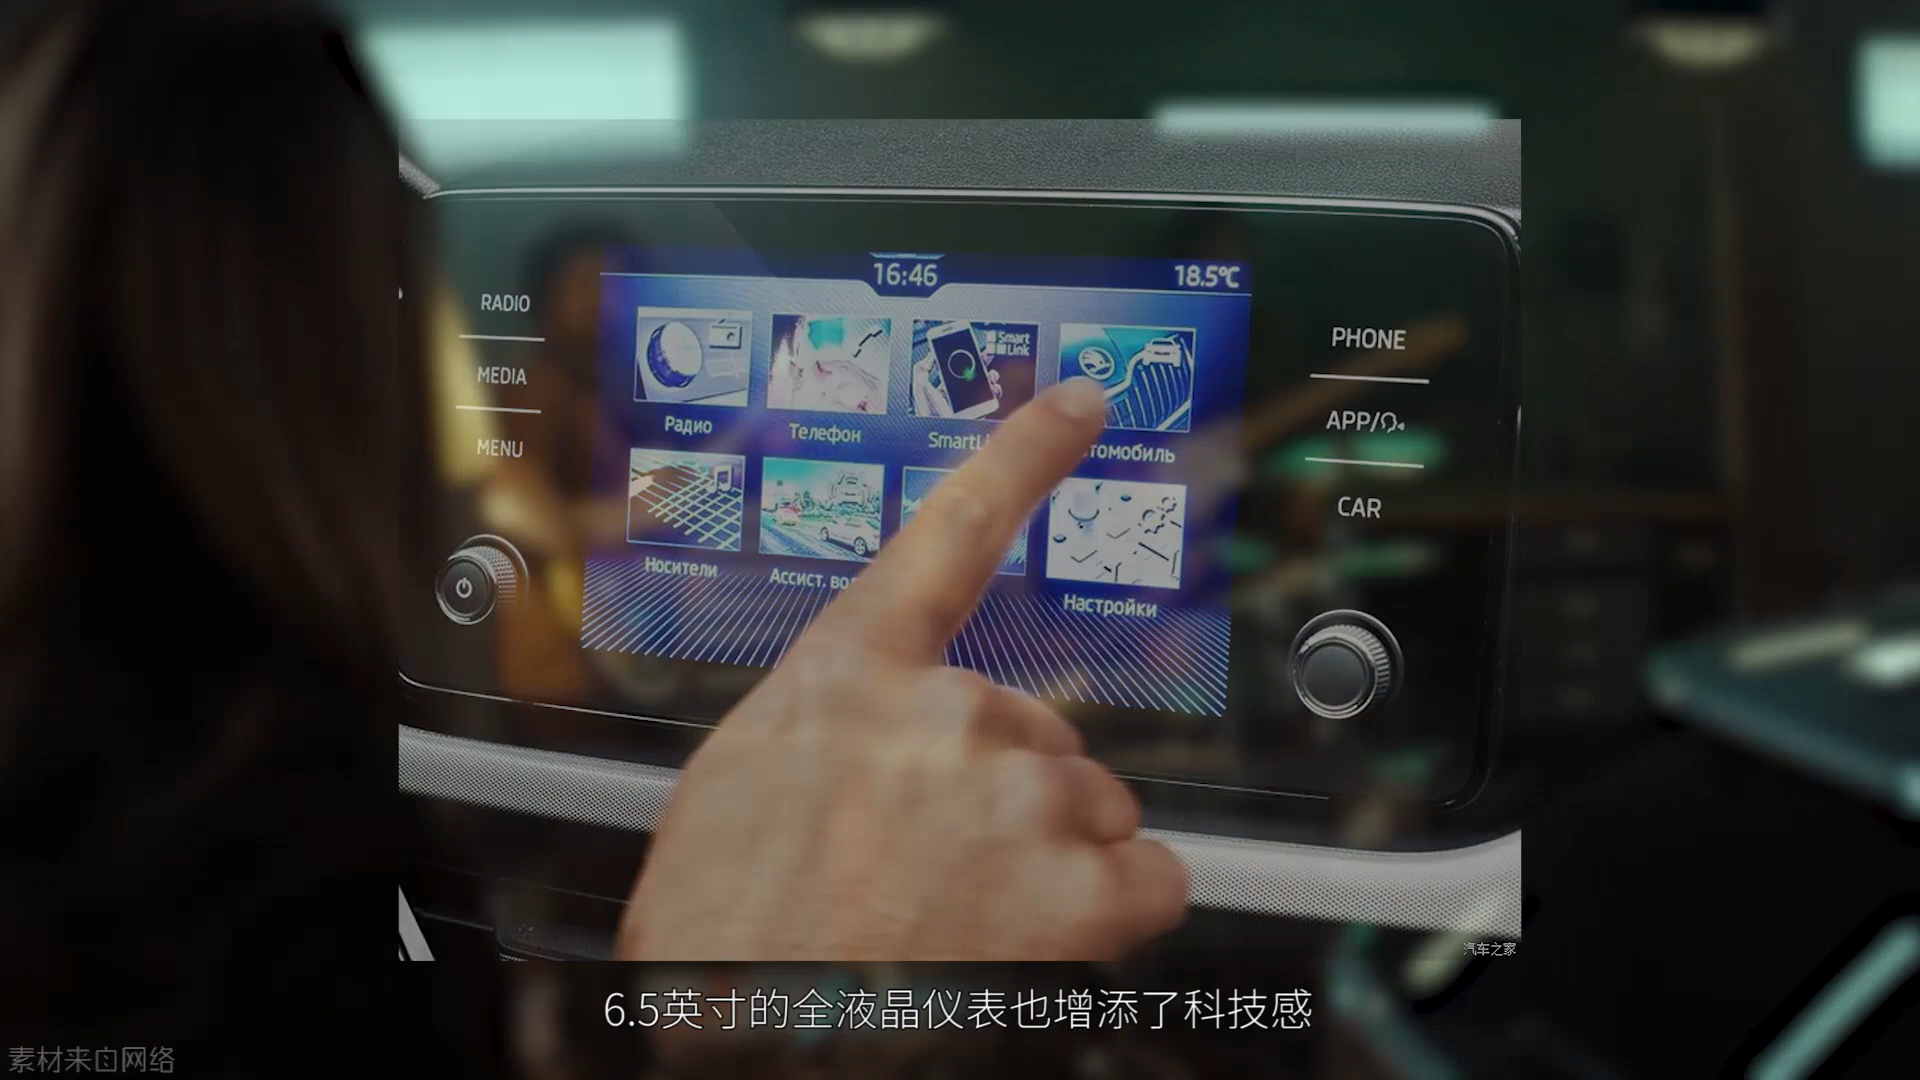 16:46
18.5℃
RADIO
MEDIA
MENU
PHONE
APP/
CAR
Smart
Link
Радио
Телефон
Носители
Ассист.
Настройки
汽车之家
6.5英寸的全液晶仪表也增添了科技感
素材来自网络